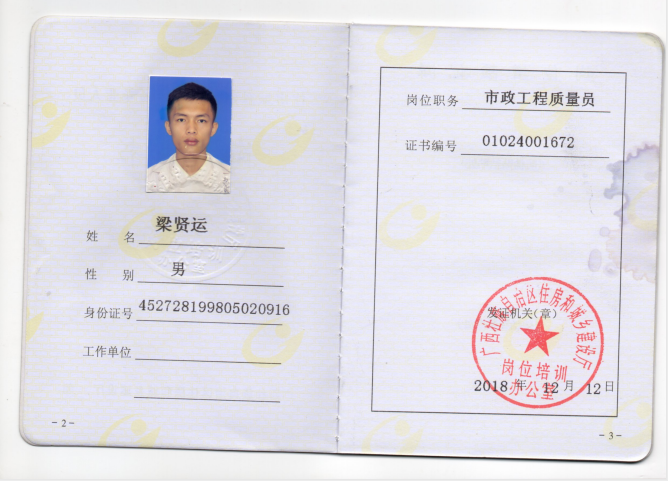 姓 名 梁贤运
性 别 男
身份证号 452728199805020916
工作单位
- 2 -
岗位职务 市政工程质量员
证书编号 01024001672
发证机关(章)
广西壮族自治区住房和城乡建设厅
岗位培训
办公室
2018 年 12 月 12 日
- 3 -